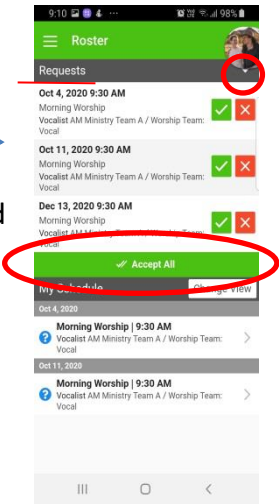 9:10
98%
Roster
Requests
Oct 4, 2020 9:30 AM
Morning Worship
Vocalist AM Ministry Team A / Worship Team:
Vocal
Oct 11, 2020 9:30 AM
Morning Worship
Vocalist AM Ministry Team A / Worship Team:
Vocal
Dec 13, 2020 9:30 AM
Morning Worship
Vocalist AM Ministry Team A / Worship Team:
Vocal
d
Accept All
My Schedule
Change View
Oct 4, 2020
Morning Worship | 9:30 AM
Vocalist AM Ministry Team A / Worship Team:
Vocal
Oct 11, 2020
Morning Worship | 9:30 AM
Vocalist AM Ministry Team A / Worship Team:
Vocal